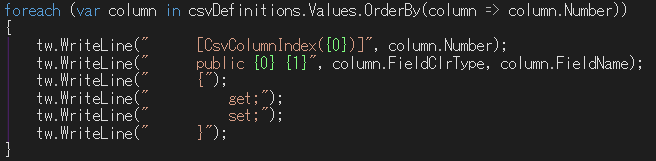 foreach (var column in csvDefinitions.Values.OrderBy(column => column.Number))
{
    tw.WriteLine("        [CsvColumnIndex({0})]", column.Number);
    tw.WriteLine("        public {0} {1}", column.FieldClrType, column.FieldName);
    tw.WriteLine("        {");
    tw.WriteLine("            get;");
    tw.WriteLine("            set;");
    tw.WriteLine("        }");
}